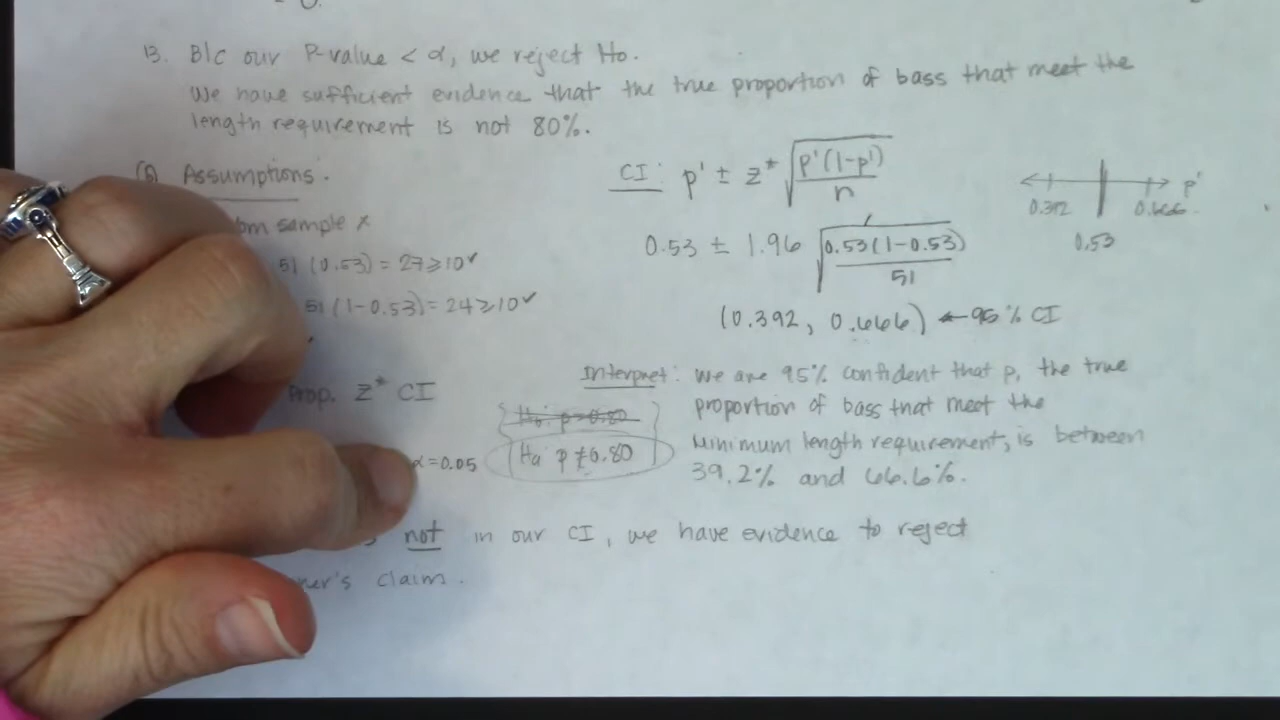 13. B/c our P-value < α, we reject Ho.
We have sufficient evidence that the true proportion of bass that meet the
length requirement is not 80%.
Assumptions:
sample x
51 (0.53) = 27 ≥ 10 ✓
51 (1-0.53) = 24 ≥ 10 ✓
Prop. z* CI
α = 0.05
CI: p' ± z* √(p'(1-p')/n)
0.53 ± 1.96 √(0.53(1-0.53)/51)
(0.392, 0.666) ← 95% CI
p'
0.392 0.666
0.53
Interpret: We are 95% confident that p, the true
proportion of bass that meet the
minimum length requirement, is between
39.2% and 66.6%.
Ho: p = 0.80
Ha: p ≠ 0.80
not in our CI, we have evidence to reject
claim.